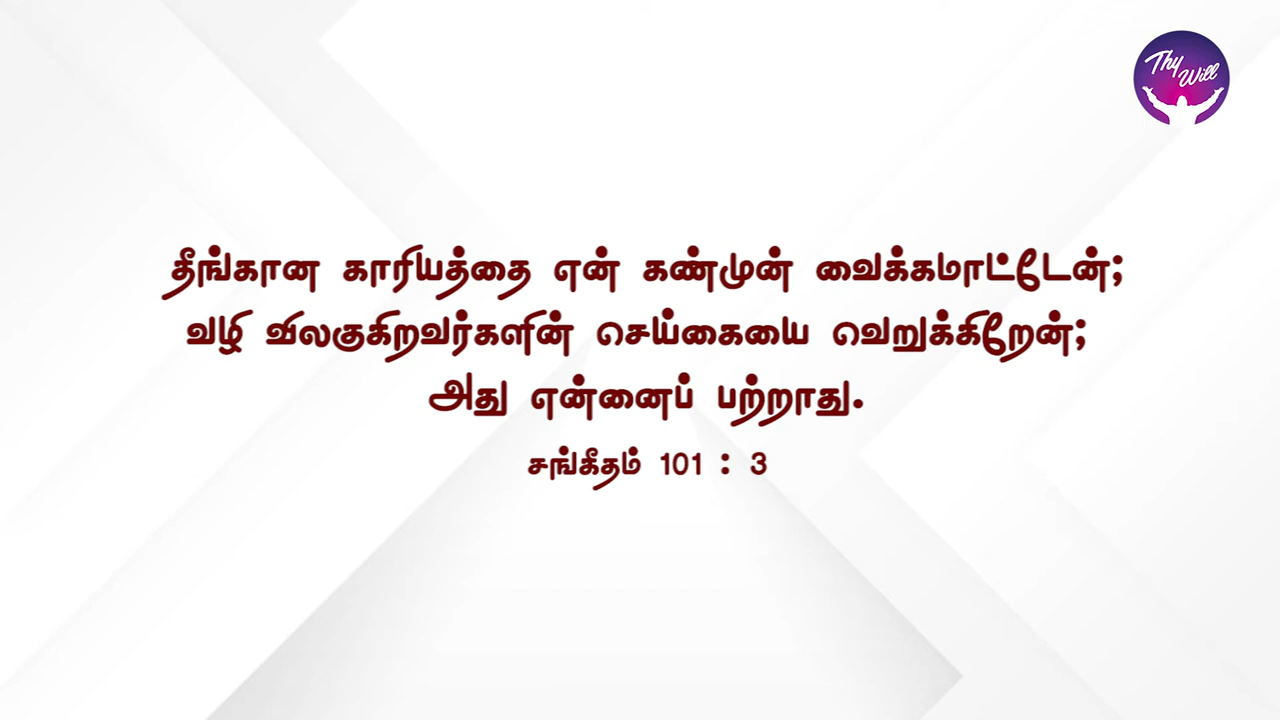 Thy Will
தீங்கான காரியத்தை என் கண்முன் வைக்கமாட்டேன்;
வழி விலகுகிறவர்களின் செய்கையை வெறுக்கிறேன்;
அது என்னைப் பற்றாது.
சங்கீதம் 101 : 3